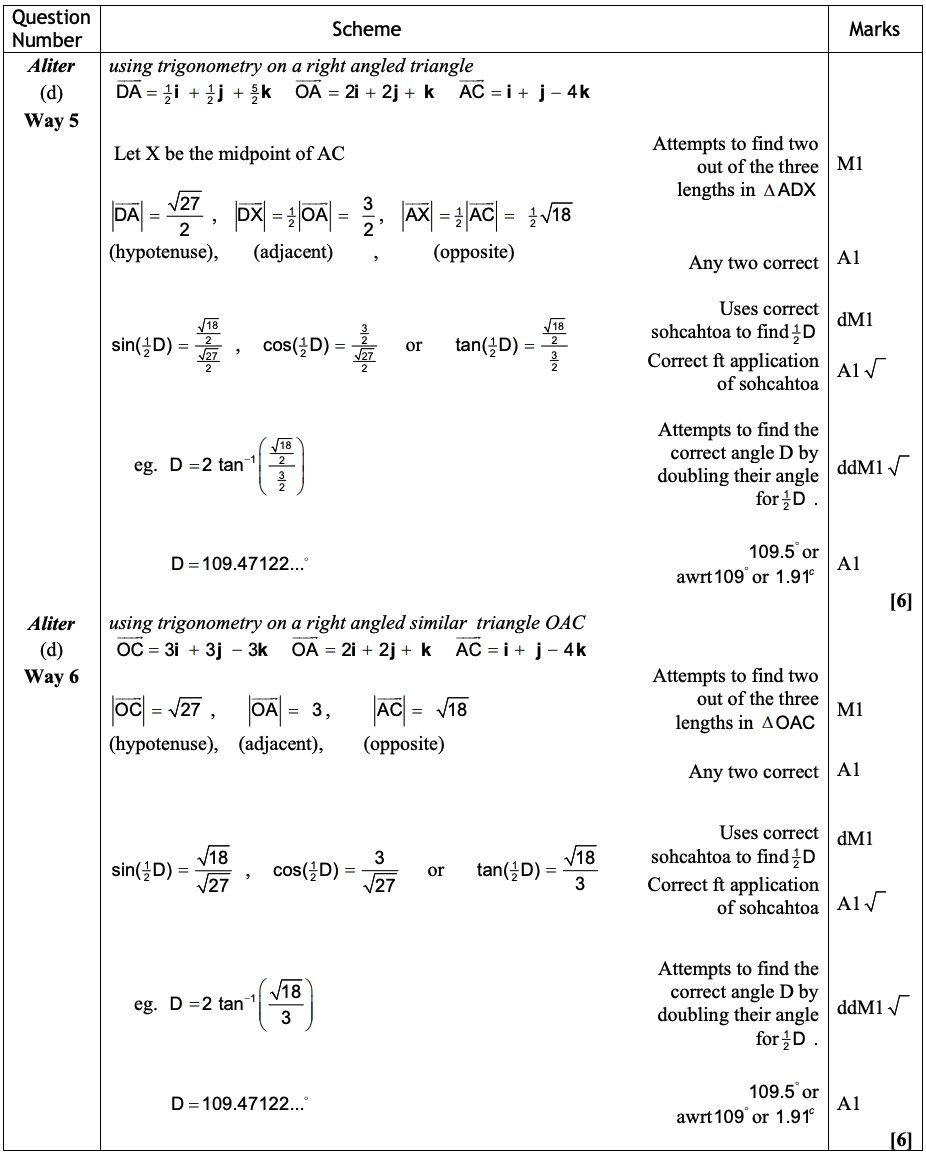 Question Number Scheme Marks
Aliter using trigonometry on a right angled triangle
(d) DA⃗ = ½i + ½j + 5/2k OA⃗ = 2i + 2j + k AC⃗ = i + j – 4k
Way 5
Let X be the midpoint of AC
Attempts to find two
out of the three
lengths in ΔADX
M1
|DA⃗| = √27/2 , |DX⃗| = ½|OA⃗| = 3/2, |AX⃗| = ½|AC⃗| = ½√18
(hypotenuse), (adjacent) , (opposite)
Any two correct A1
sin(½D) = (√18/2)/(√27/2) , cos(½D) = (3/2)/(√27/2) or tan(½D) = (√18/2)/(3/2)
Uses correct
sohcahtoa to find ½D
dM1
Correct ft application
of sohcahtoa
A1√
eg. D = 2 tan⁻¹((√18/2)/(3/2))
Attempts to find the
correct angle D by
doubling their angle
for ½D .
ddM1√
D = 109.47122...°
109.5° or
awrt109° or 1.91ᶜ
A1
[6]
Aliter using trigonometry on a right angled similar triangle OAC
(d) OC⃗ = 3i + 3j – 3k OA⃗ = 2i + 2j + k AC⃗ = i + j – 4k
Way 6
Attempts to find two
out of the three
lengths in ΔOAC
M1
|OC⃗| = √27 , |OA⃗| = 3 , |AC⃗| = √18
(hypotenuse), (adjacent), (opposite)
Any two correct A1
sin(½D) = √18/√27 , cos(½D) = 3/√27 or tan(½D) = √18/3
Uses correct
sohcahtoa to find ½D
dM1
Correct ft application
of sohcahtoa
A1√
eg. D = 2 tan⁻¹(√18/3)
Attempts to find the
correct angle D by
doubling their angle
for ½D .
ddM1√
D = 109.47122...°
109.5° or
awrt109° or 1.91ᶜ
A1
[6]